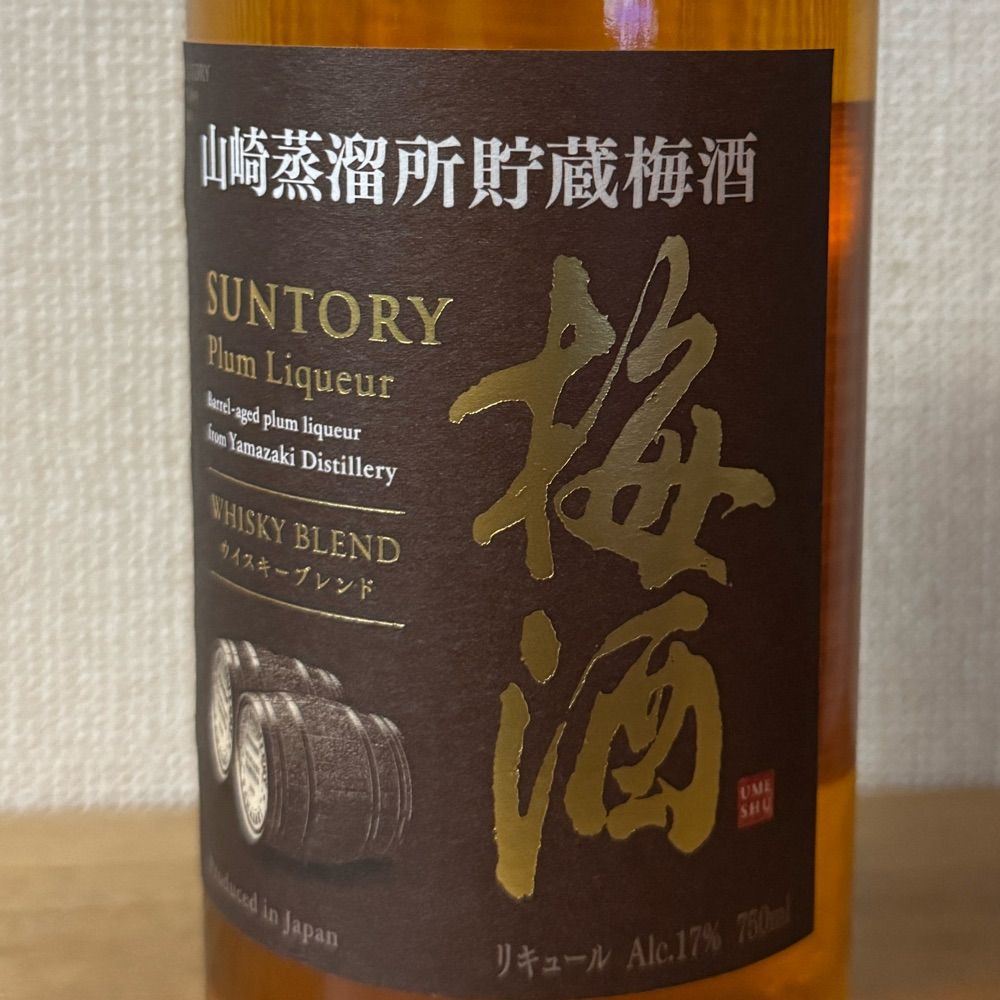 山崎蒸溜所貯蔵梅酒
SUNTORY
Plum Liqueur
Barrel-aged plum liqueur
from Yamazaki Distillery
WHISKY BLEND
ウイスキーブレンド
梅酒
UME
SHU
Produced in Japan
リキュール Alc.17% 750ml